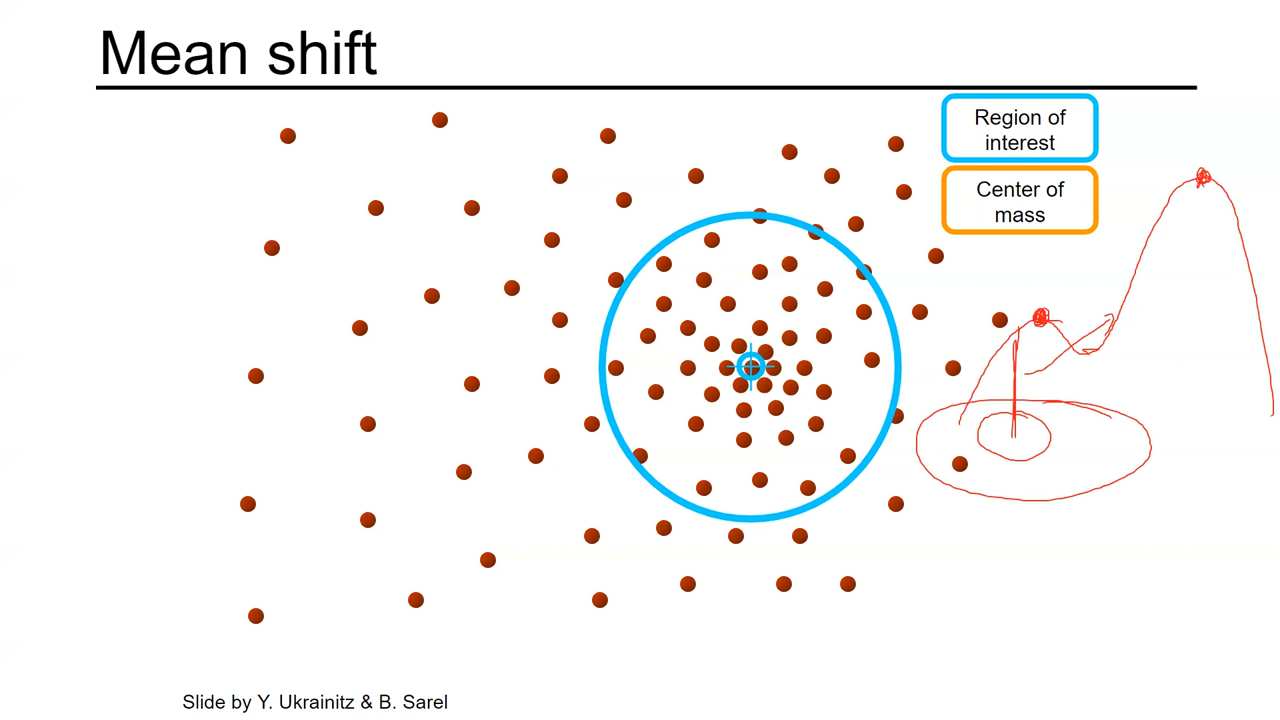 Mean shift
Region of
interest
Center of
mass
Slide by Y. Ukrainitz & B. Sarel